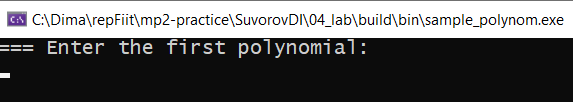 C:\Dima\repFiit\mp2-practice\SuvorovDI\04_lab\build\bin\sample_polynom.exe
=== Enter the first polynomial: